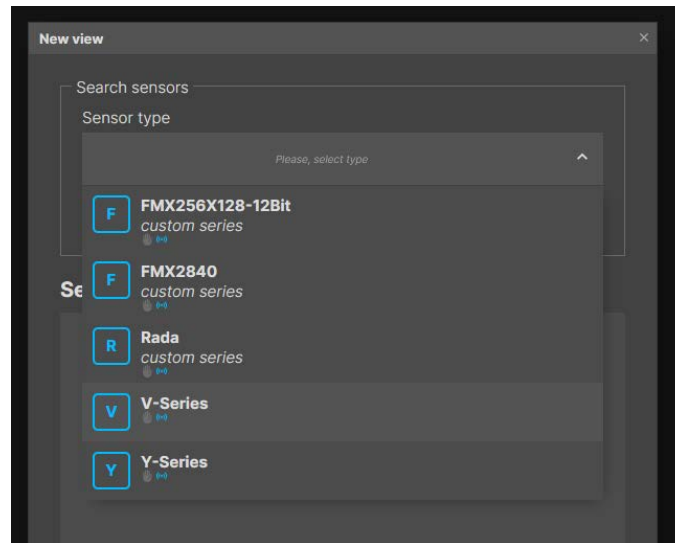 New view
Search sensors
Sensor type
Please, select type
F
FMX256X128-12Bit
custom series
F
FMX2840
custom series
Se
R
Rada
custom series
V
V-Series
Y
Y-Series